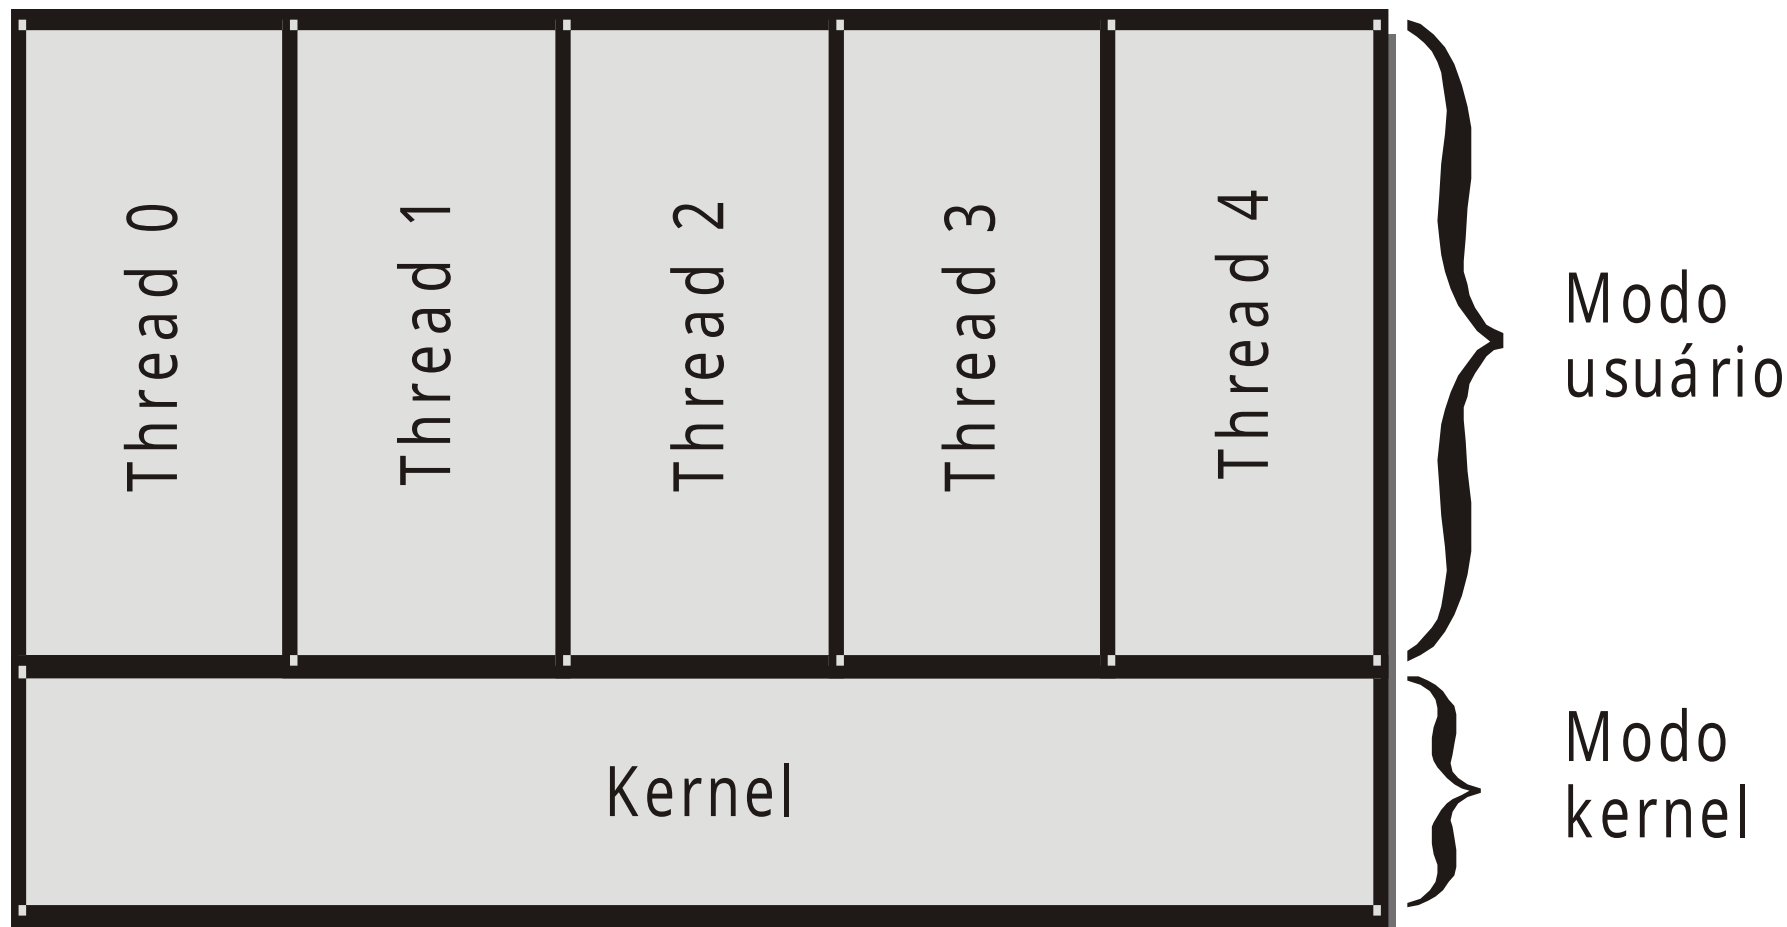 Thread 0
Thread 1
Thread 2
Thread 3
Thread 4
Modo
usuário
Kernel
Modo
kernel